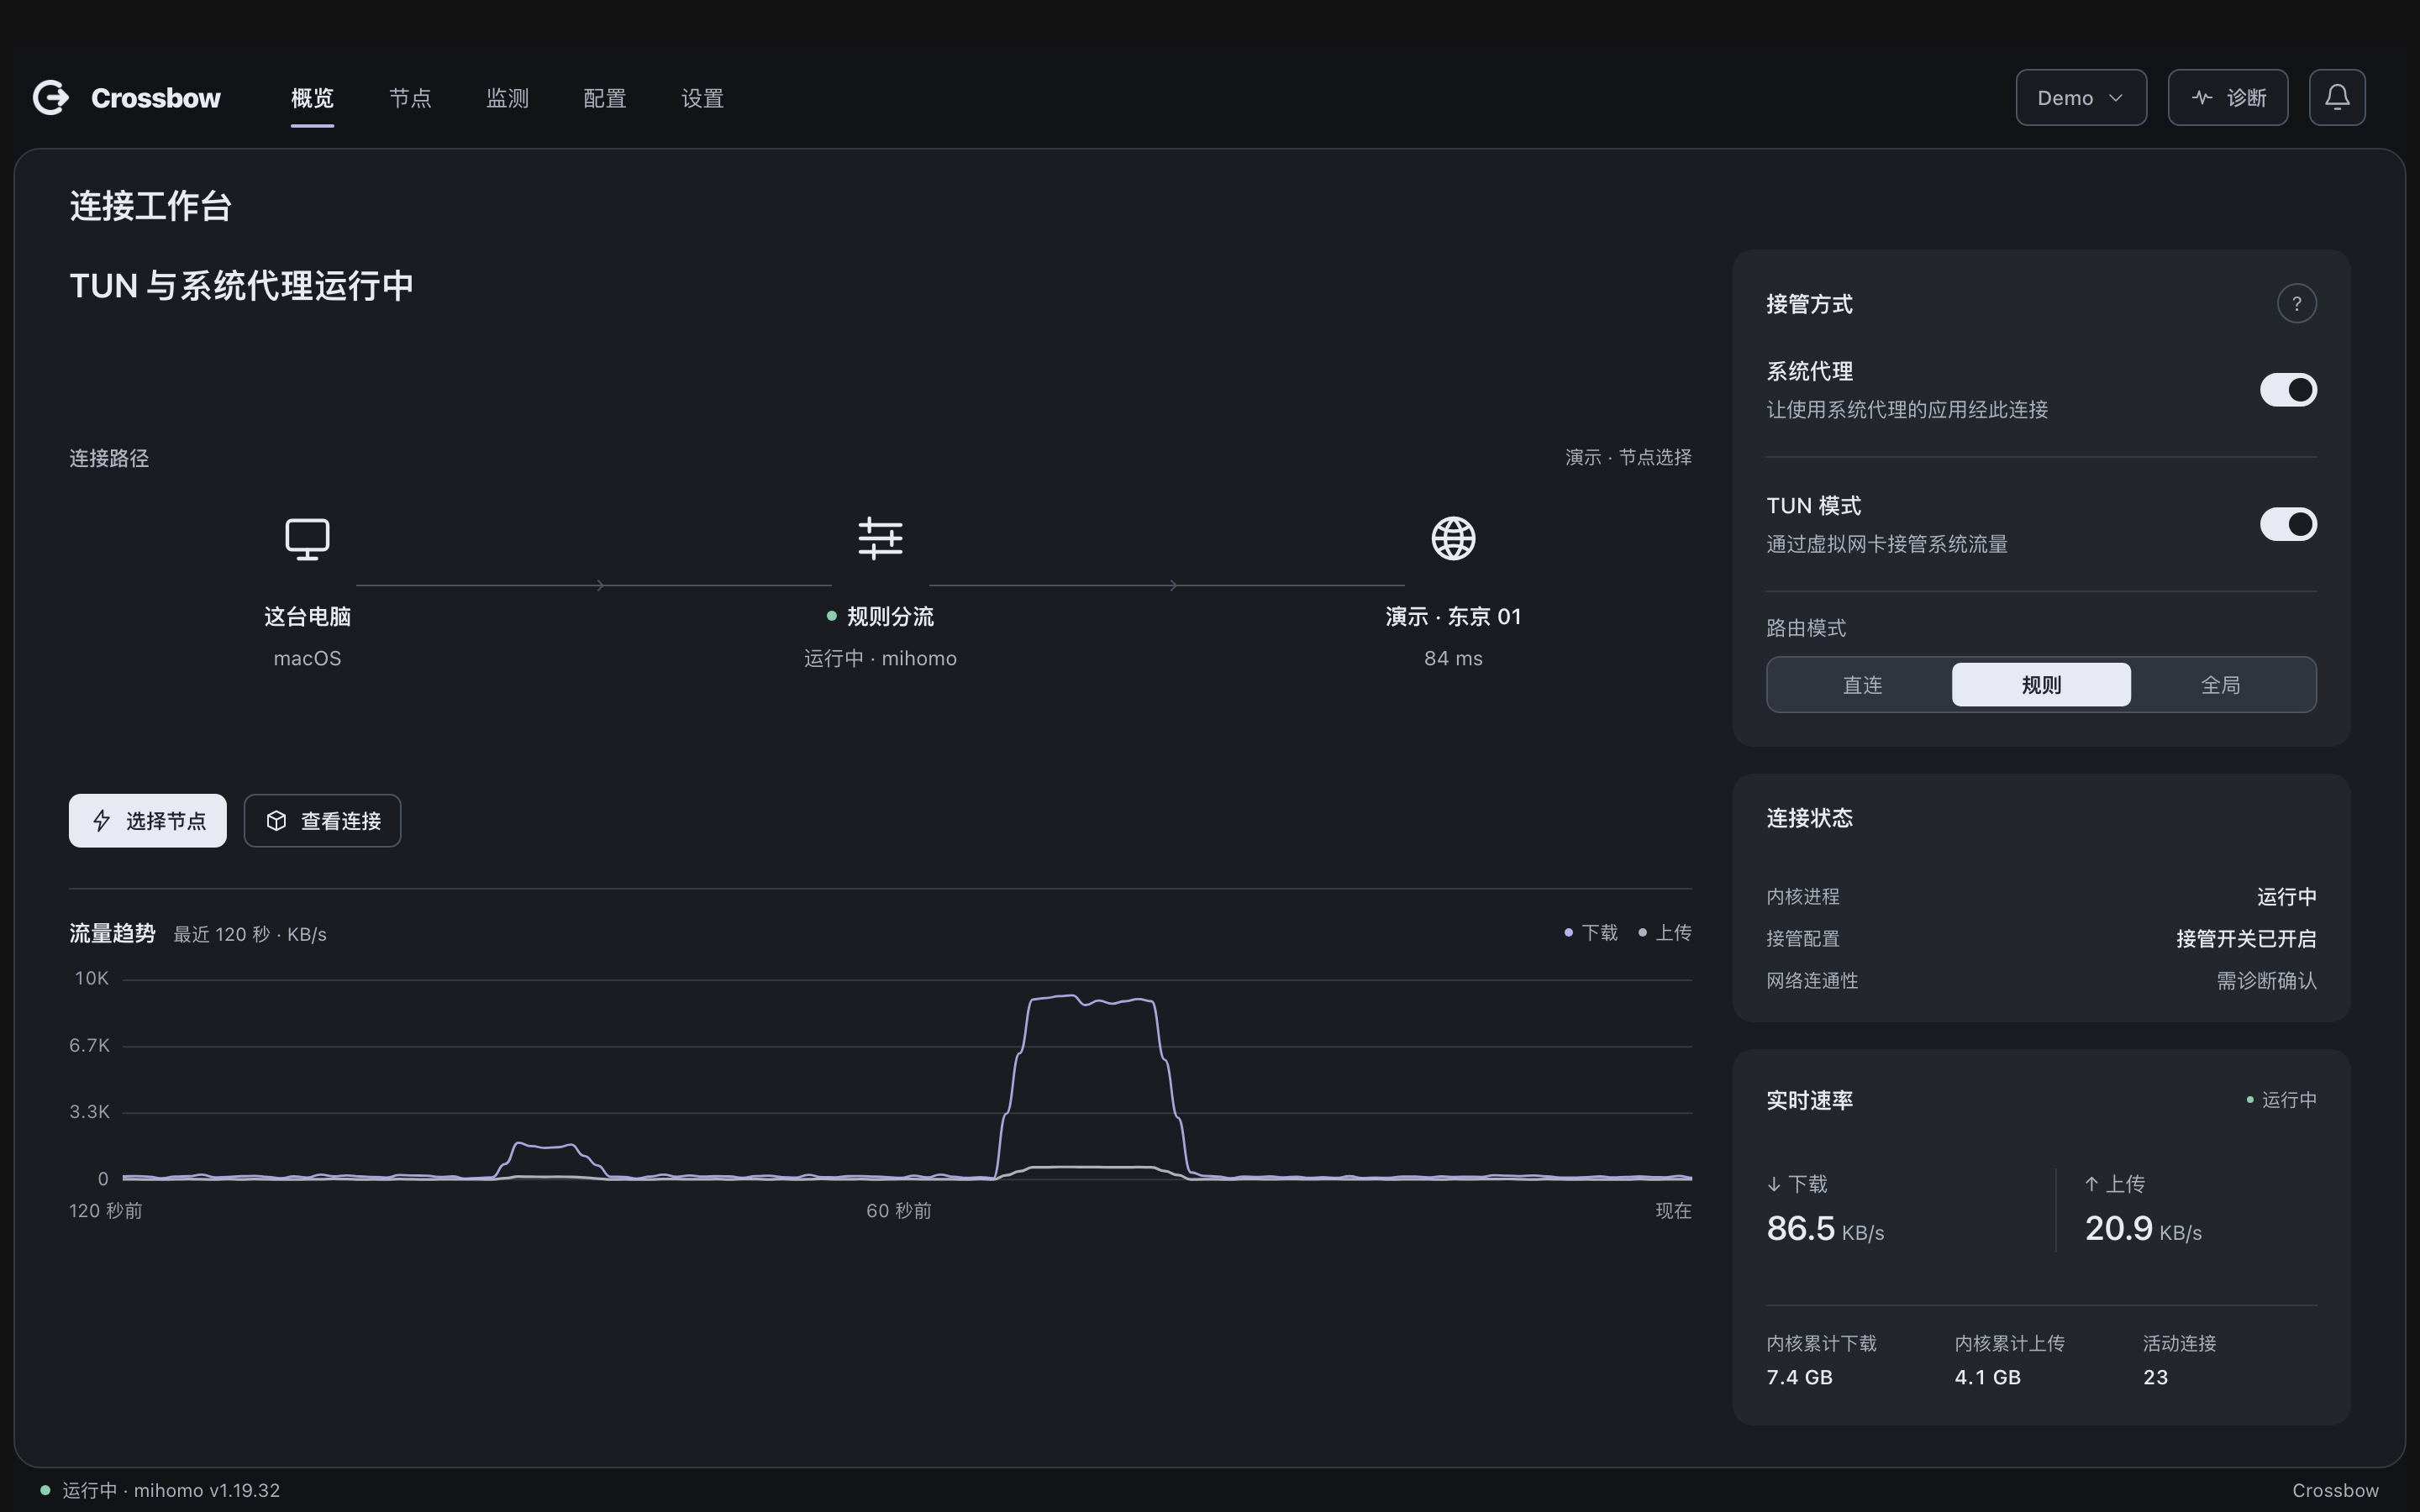 Crossbow 概览 节点 监测 配置 设置 Demo 诊断
连接工作台
TUN 与系统代理运行中
连接路径 演示 · 节点选择
这台电脑 规则分流 演示 · 东京 01
macOS 运行中 · mihomo 84 ms
选择节点 查看连接
流量趋势 最近 120 秒 · KB/s 下载 上传
10K
6.7K
3.3K
0
120 秒前 60 秒前 现在
接管方式 ?
系统代理
让使用系统代理的应用经此连接
TUN 模式
通过虚拟网卡接管系统流量
路由模式
直连 规则 全局
连接状态
内核进程 运行中
接管配置 接管开关已开启
网络连通性 需诊断确认
实时速率 运行中
↓ 下载 ↑ 上传
86.5 KB/s 20.9 KB/s
内核累计下载 内核累计上传 活动连接
7.4 GB 4.1 GB 23
运行中 · mihomo v1.19.32 Crossbow